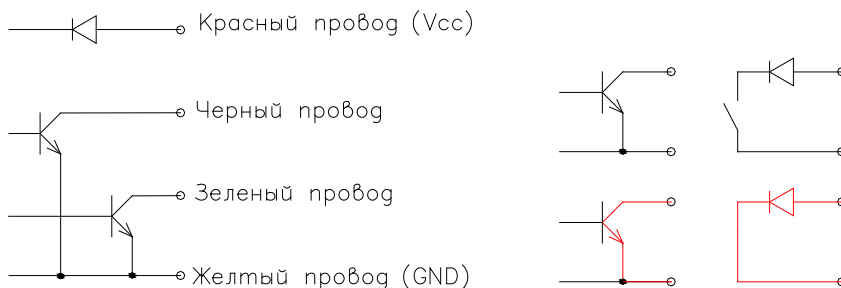 Красный провод (Vcc)
Черный провод
Зеленый провод
Желтый провод (GND)